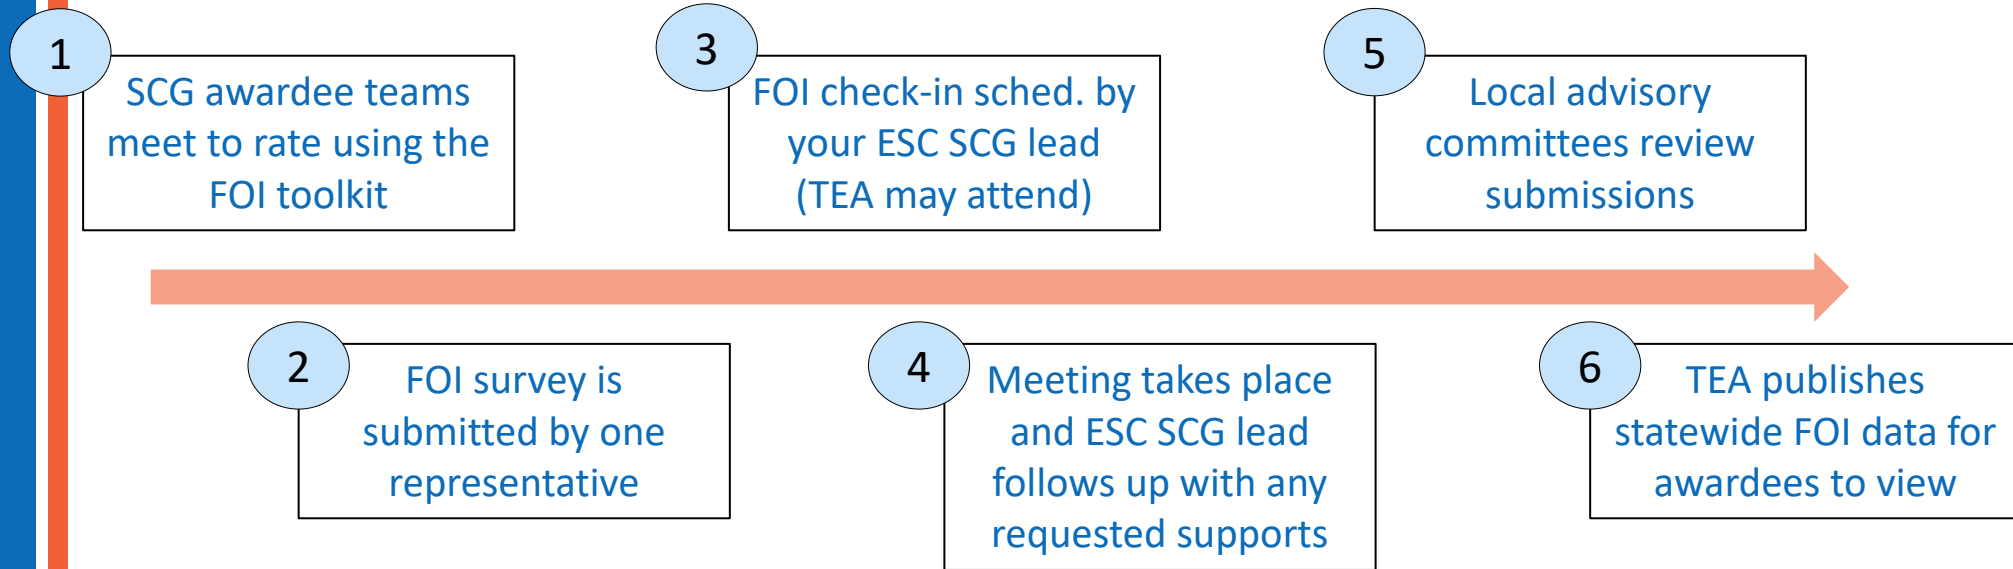 1
SCG awardee teams
meet to rate using the
FOI toolkit
2
FOI survey is
submitted by one
representative
3
FOI check-in sched. by
your ESC SCG lead
(TEA may attend)
4
Meeting takes place
and ESC SCG lead
follows up with any
requested supports
5
Local advisory
committees review
submissions
6
TEA publishes
statewide FOI data for
awardees to view